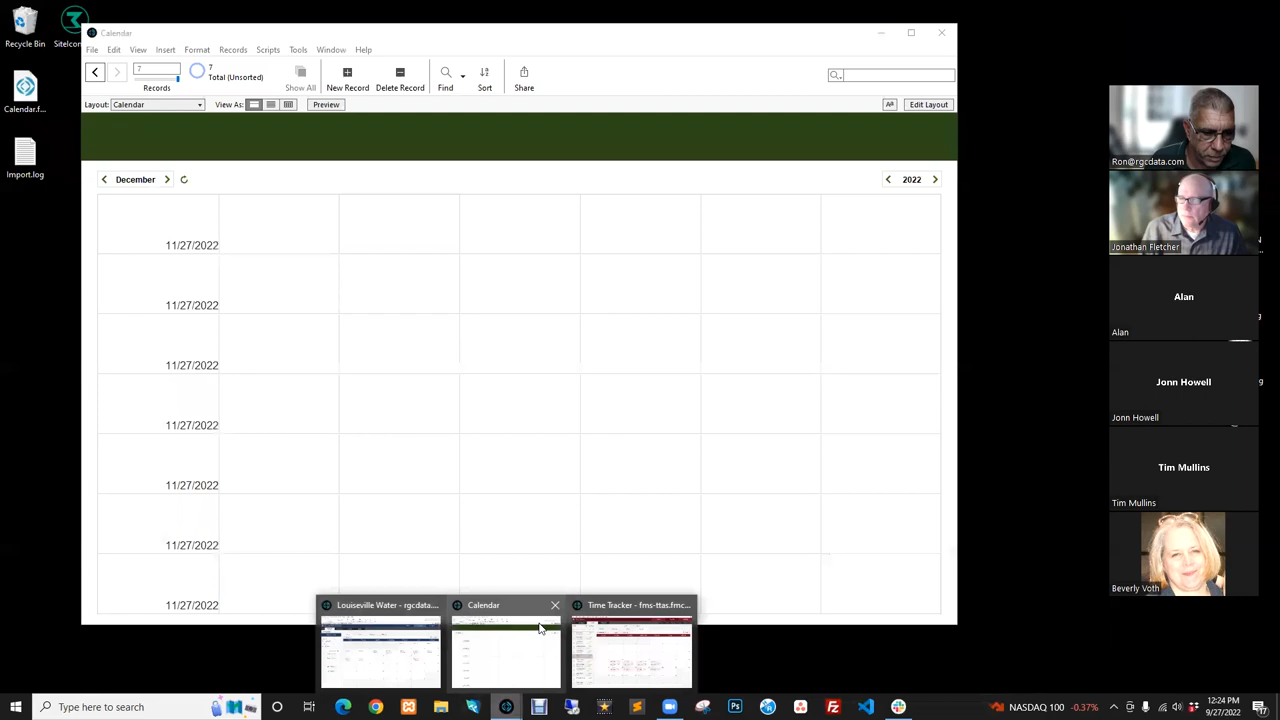 Recycle Bin
Calendar.f...
Import.log
Calendar
File Edit View Insert Format Records Scripts Tools Window Help
7
Records
7
Total (Unsorted)
Show All
New Record
Delete Record
Find
Sort
Share
Layout: Calendar
View As:
Preview
Edit Layout
December
2022
11/27/2022
11/27/2022
11/27/2022
11/27/2022
11/27/2022
11/27/2022
11/27/2022
Louiseville Water - rgcdata....
Calendar
Time Tracker - fms-ttas.fmc...
Ron@rgcdata.com
Jonathan Fletcher
Alan
Alan
Jonn Howell
Jonn Howell
Tim Mullins
Tim Mullins
Beverly Voth
Type here to search
NASDAQ 100 -0.37%
12:24 PM
9/27/2022